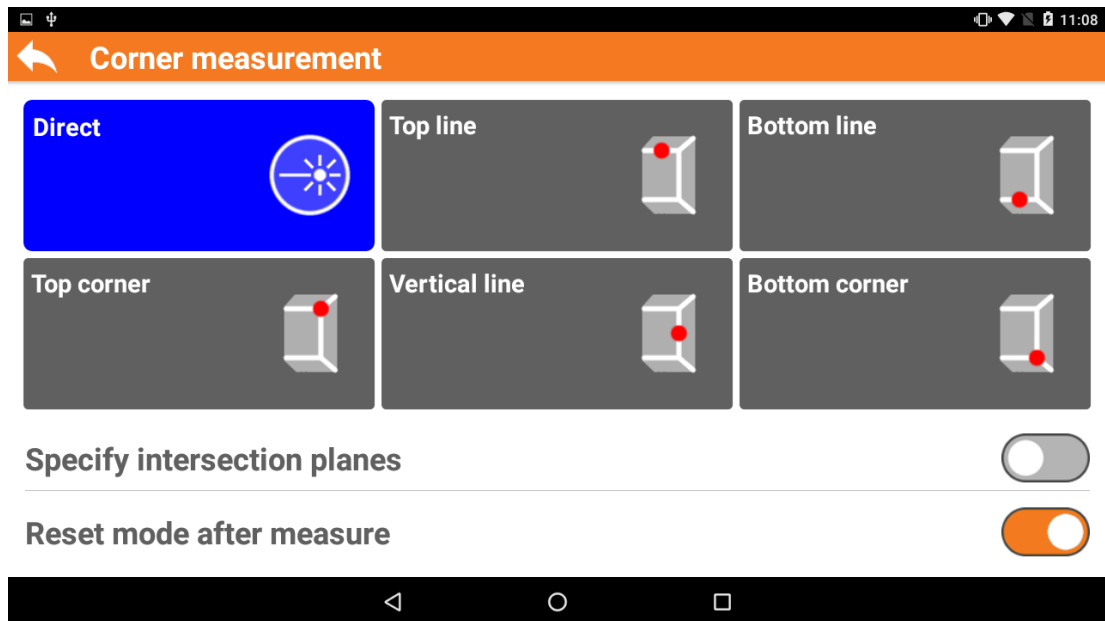 11:08
Corner measurement
Direct
Top line
Bottom line
Top corner
Vertical line
Bottom corner
Specify intersection planes
Reset mode after measure